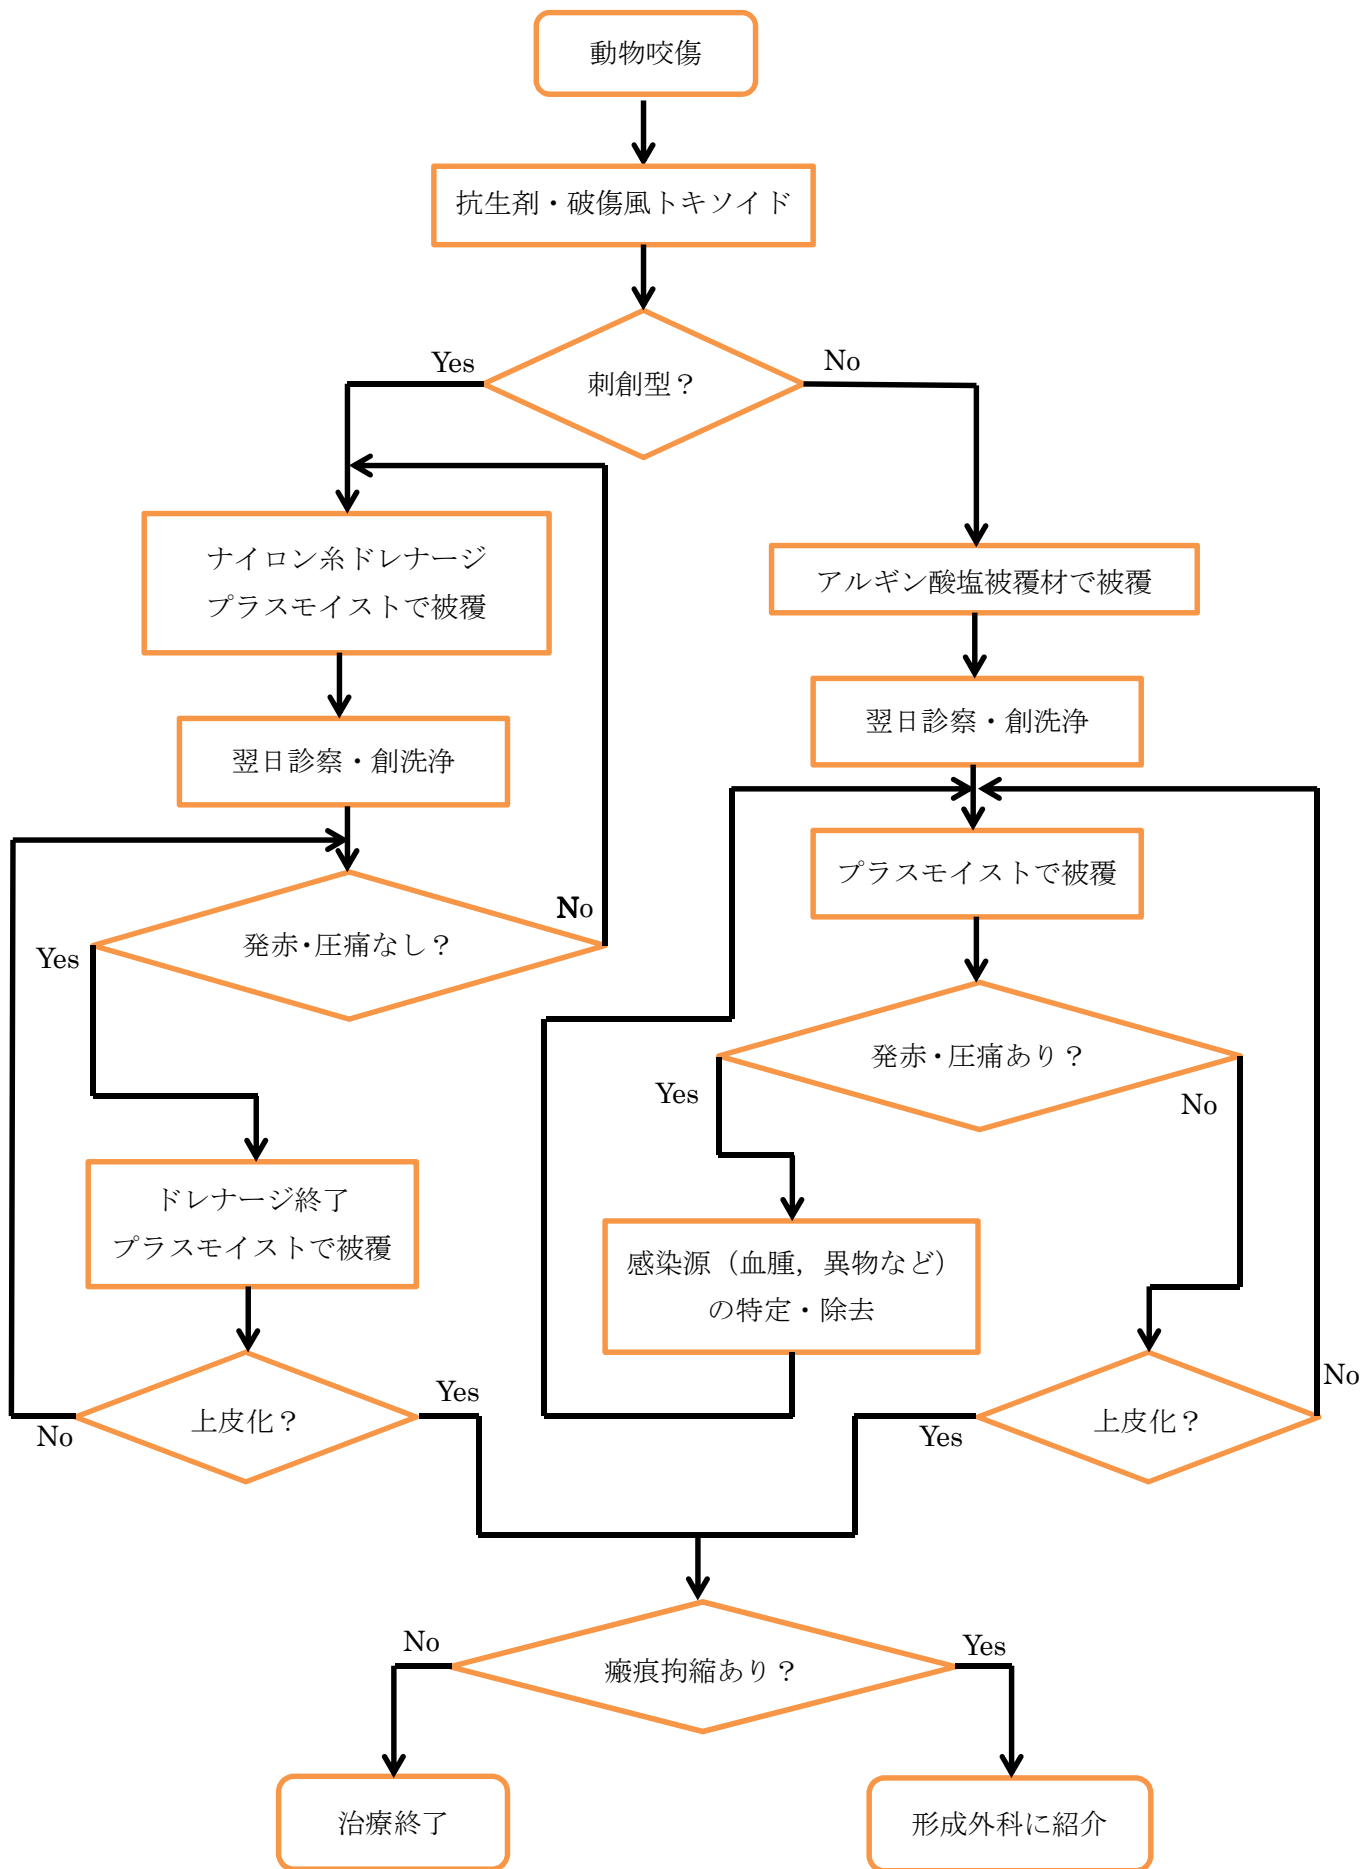 動物咬傷
抗生剤・破傷風トキソイド
刺創型？
Yes
No
ナイロン糸ドレナージ
プラスモイストで被覆
翌日診察・創洗浄
発赤・圧痛なし？
Yes
No
ドレナージ終了
プラスモイストで被覆
上皮化？
No
Yes
アルギン酸塩被覆材で被覆
翌日診察・創洗浄
プラスモイストで被覆
発赤・圧痛あり？
Yes
No
感染源（血腫，異物など）
の特定・除去
上皮化？
Yes
No
瘢痕拘縮あり？
No
Yes
治療終了
形成外科に紹介